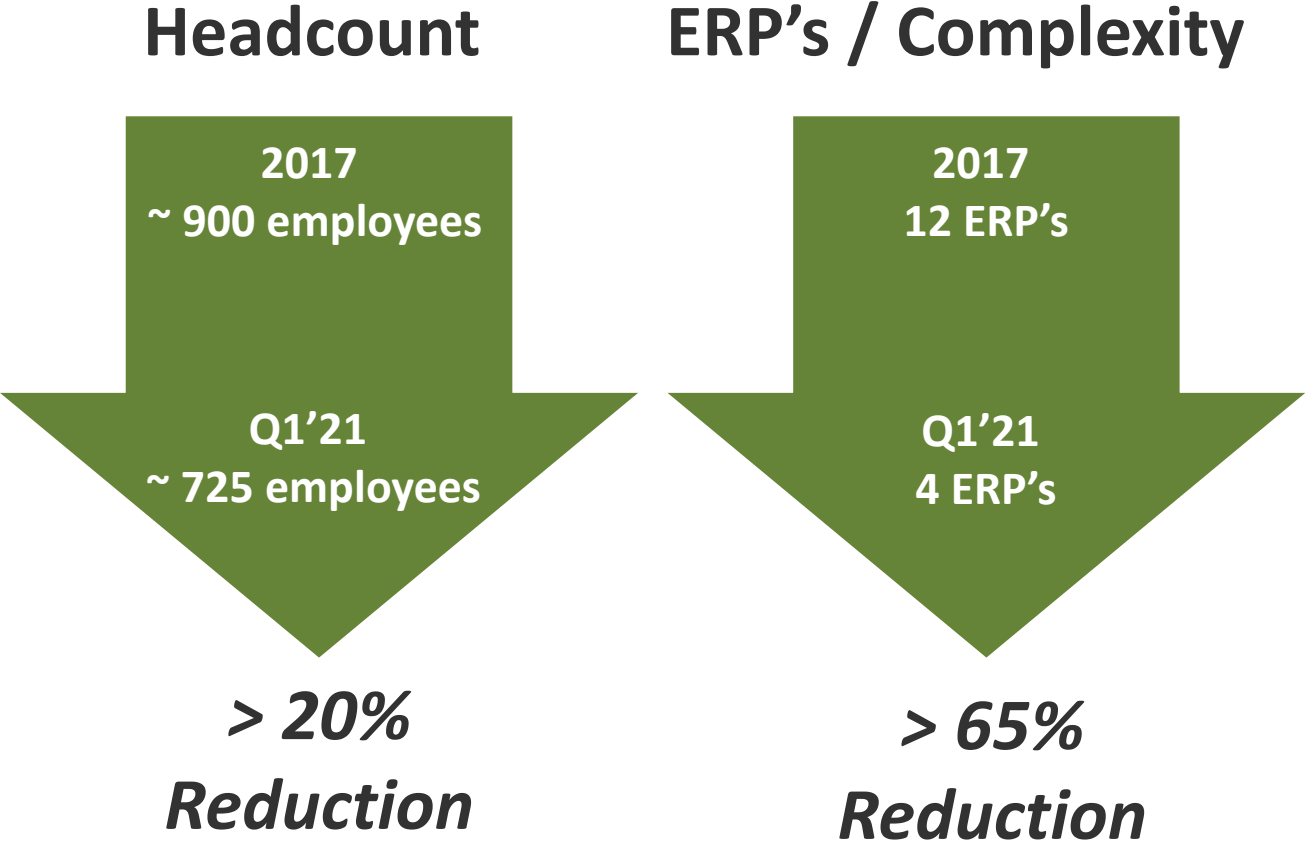 Headcount
2017
~ 900 employees
Q1’21
~ 725 employees
> 20%
Reduction
ERP’s / Complexity
2017
12 ERP’s
Q1’21
4 ERP’s
> 65%
Reduction